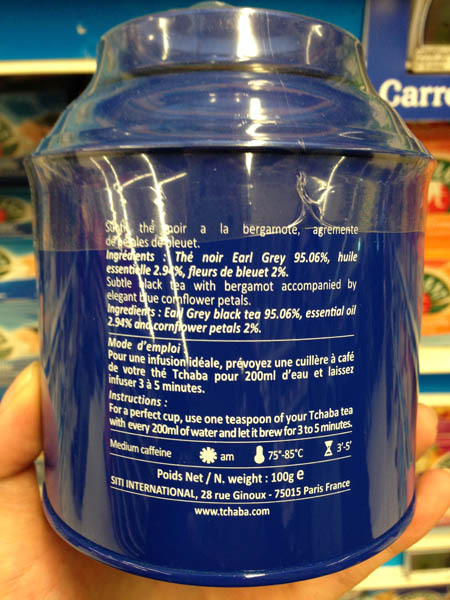 Carre
Subtil thé noir a la bergamote, agremente
de pétales de bleuet.
Ingrédients : Thé noir Earl Grey 95.06%, huile
essentielle 2.94%, fleurs de bleuet 2%.
Subtle black tea with bergamot accompanied by
elegant blue cornflower petals.
Ingredients : Earl Grey black tea 95.06%, essential oil
2.94% and cornflower petals 2%.
Mode d'emploi
Pour une infusion idéale, prévoyez une cuillère à café
de votre thé Tchaba pour 200ml d'eau et laissez
infuser 3 à 5 minutes.
Instructions :
For a perfect cup, use one teaspoon of your Tchaba tea
with every 200ml of water and let it brew for 3 to 5 minutes.
Medium caffeine am 75°-85°C 3'-5'
Poids Net / N. weight : 100g e
SITI INTERNATIONAL, 28 rue Ginoux - 75015 Paris France
www.tchaba.com